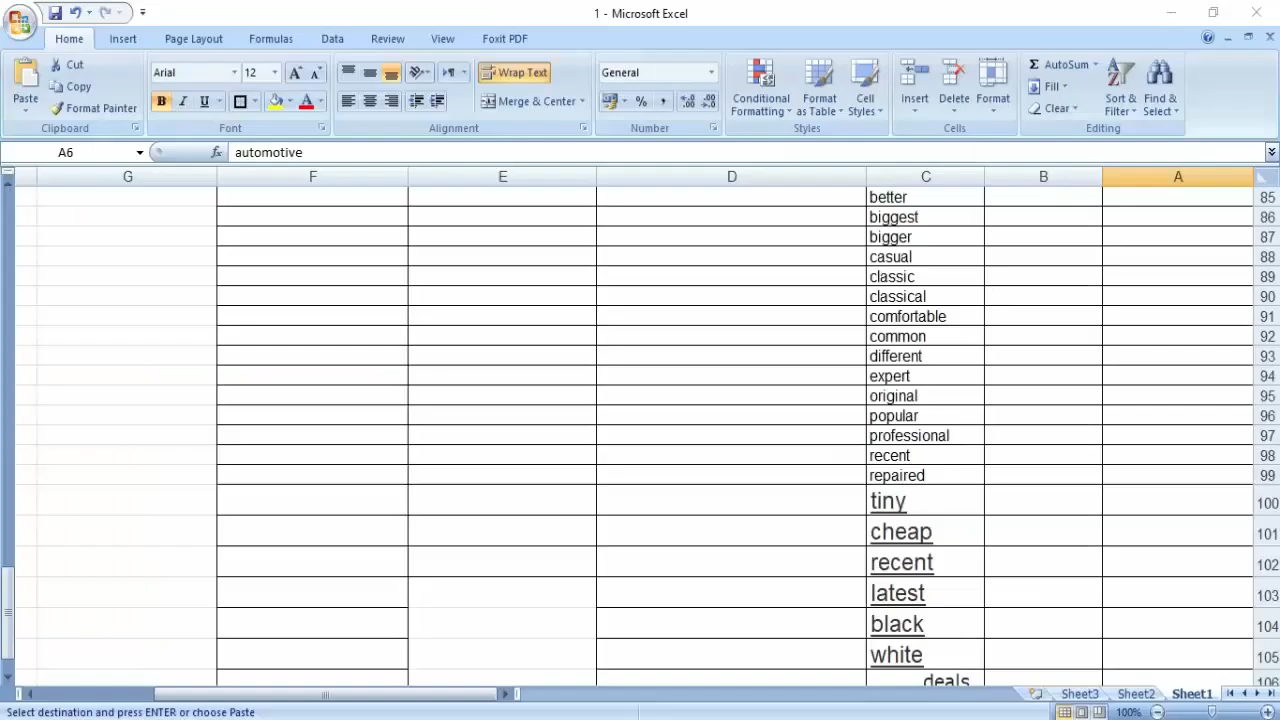 1 - Microsoft Excel
Home Insert Page Layout Formulas Data Review View Foxit PDF
Paste
Cut
Copy
Format Painter
Clipboard
Arial 12
B I U
Font
Wrap Text
Merge & Center
Alignment
General
%
Number
Conditional Formatting
Format as Table
Cell Styles
Styles
Insert Delete Format
Cells
Σ AutoSum
Fill
Clear
Sort & Filter
Find & Select
Editing
A6 fx automotive
G F E D C B A
better 85
biggest 86
bigger 87
casual 88
classic 89
classical 90
comfortable 91
common 92
different 93
expert 94
original 95
popular 96
professional 97
recent 98
repaired 99
tiny 100
cheap 101
recent 102
latest 103
black 104
white 105
deals 106
Sheet3 Sheet2 Sheet1
Select destination and press ENTER or choose Paste 100%